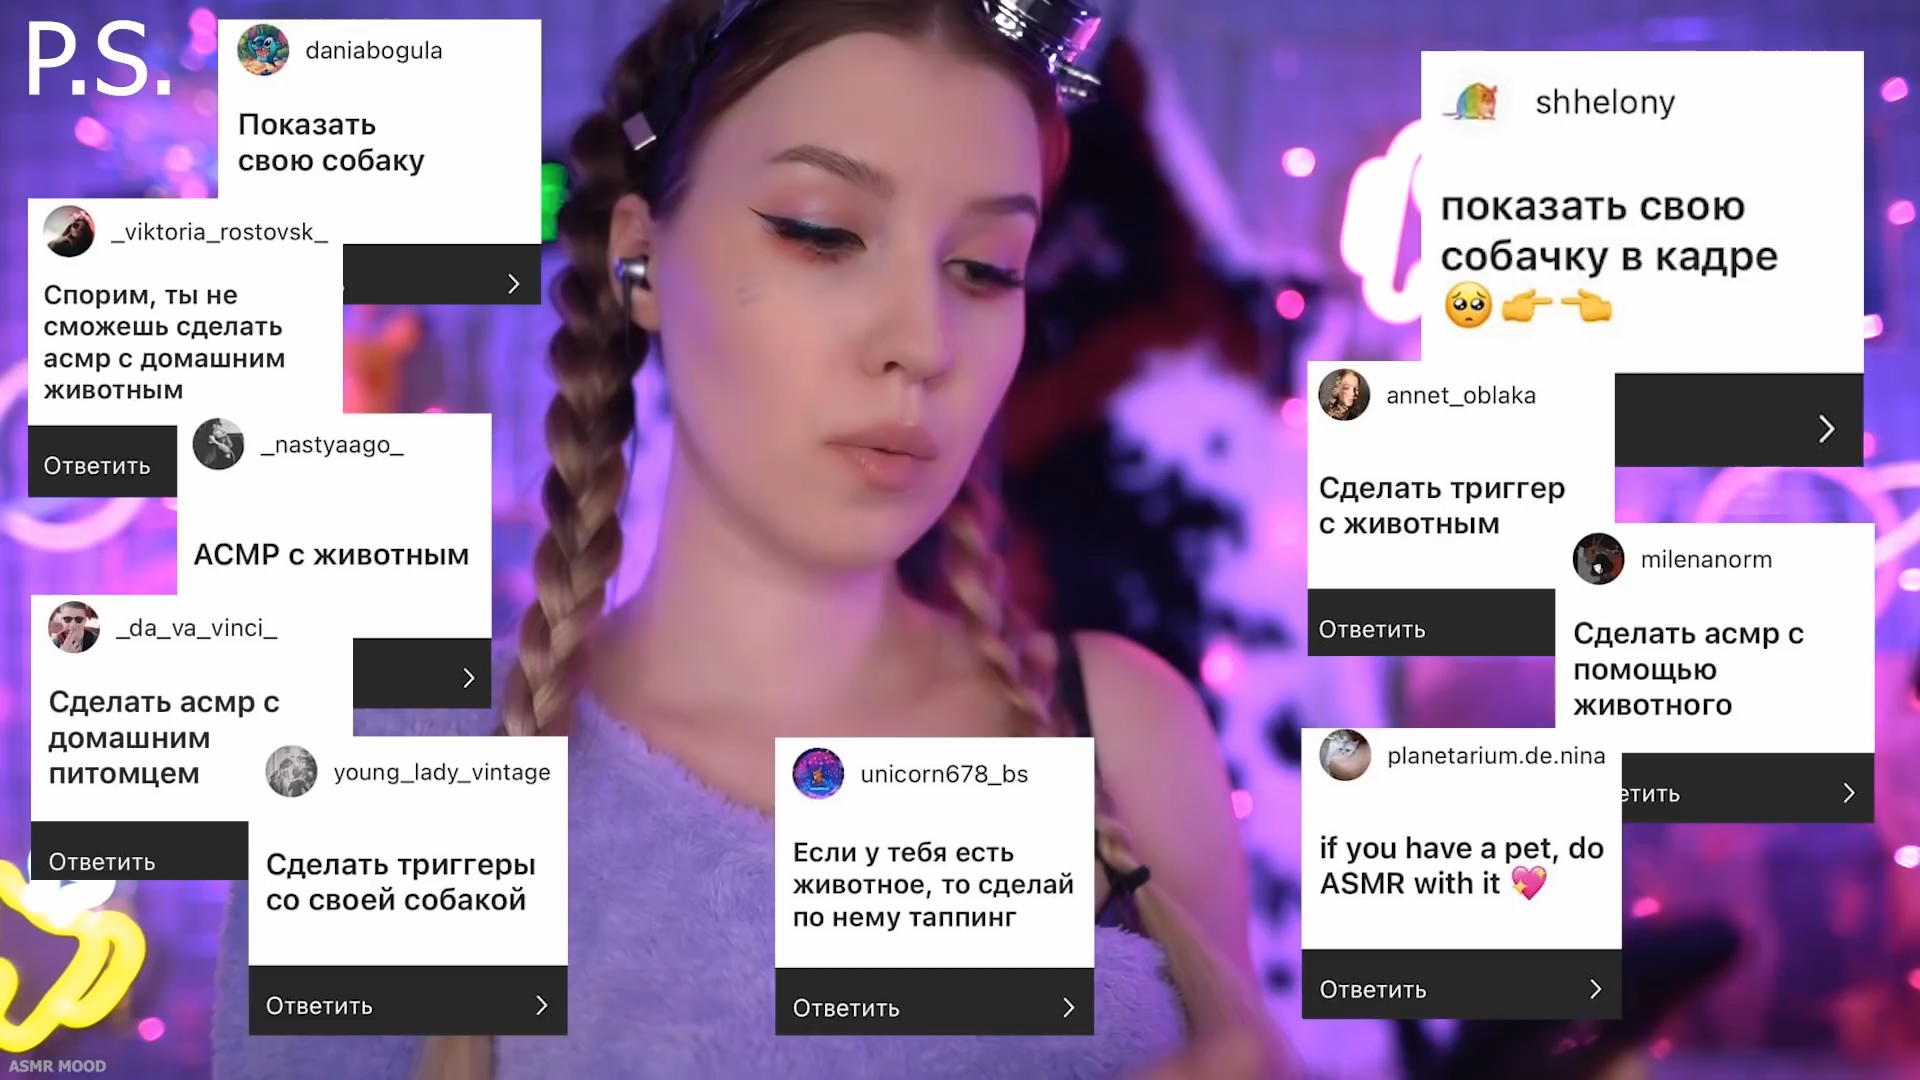 P.S.
daniabogula
Показать
свою собаку
_viktoria_rostovsk_
Спорим, ты не
сможешь сделать
асмр с домашним
животным
Ответить
_nastyaago_
АСМР с животным
_da_va_vinci_
Сделать асмр с
домашним
питомцем
Ответить
young_lady_vintage
Сделать триггеры
со своей собакой
Ответить
unicorn678_bs
Если у тебя есть
животное, то сделай
по нему таппинг
Ответить
shhelony
показать свою
собачку в кадре
🥺👉👈
annet_oblaka
Сделать триггер
с животным
Ответить
milenanorm
Сделать асмр с
помощью
животного
етить
planetarium.de.nina
if you have a pet, do
ASMR with it 💖
Ответить
ASMR MOOD